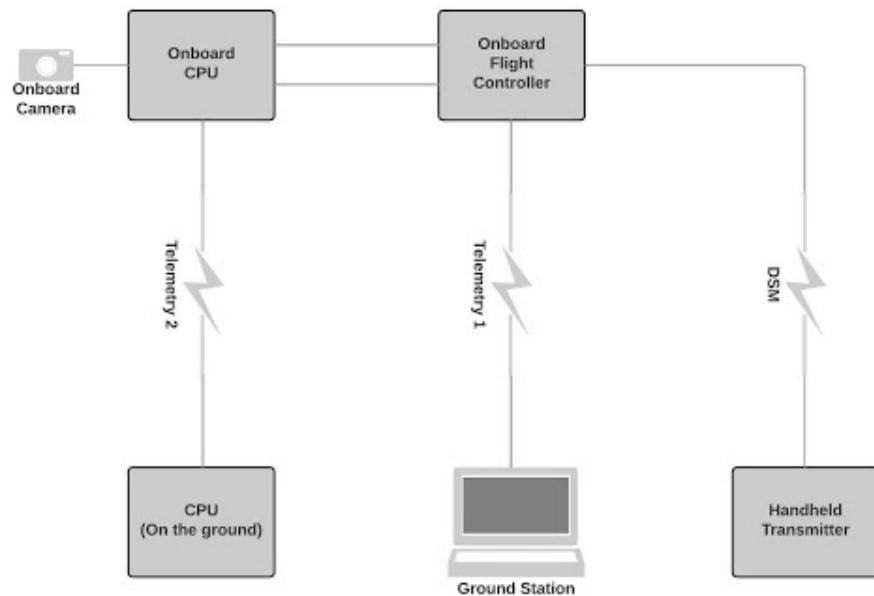 Onboard
CPU
Onboard
Flight
Controller
Onboard
Camera
Telemetry 2
Telemetry 1
DSM
CPU
(On the ground)
Ground Station
Handheld
Transmitter